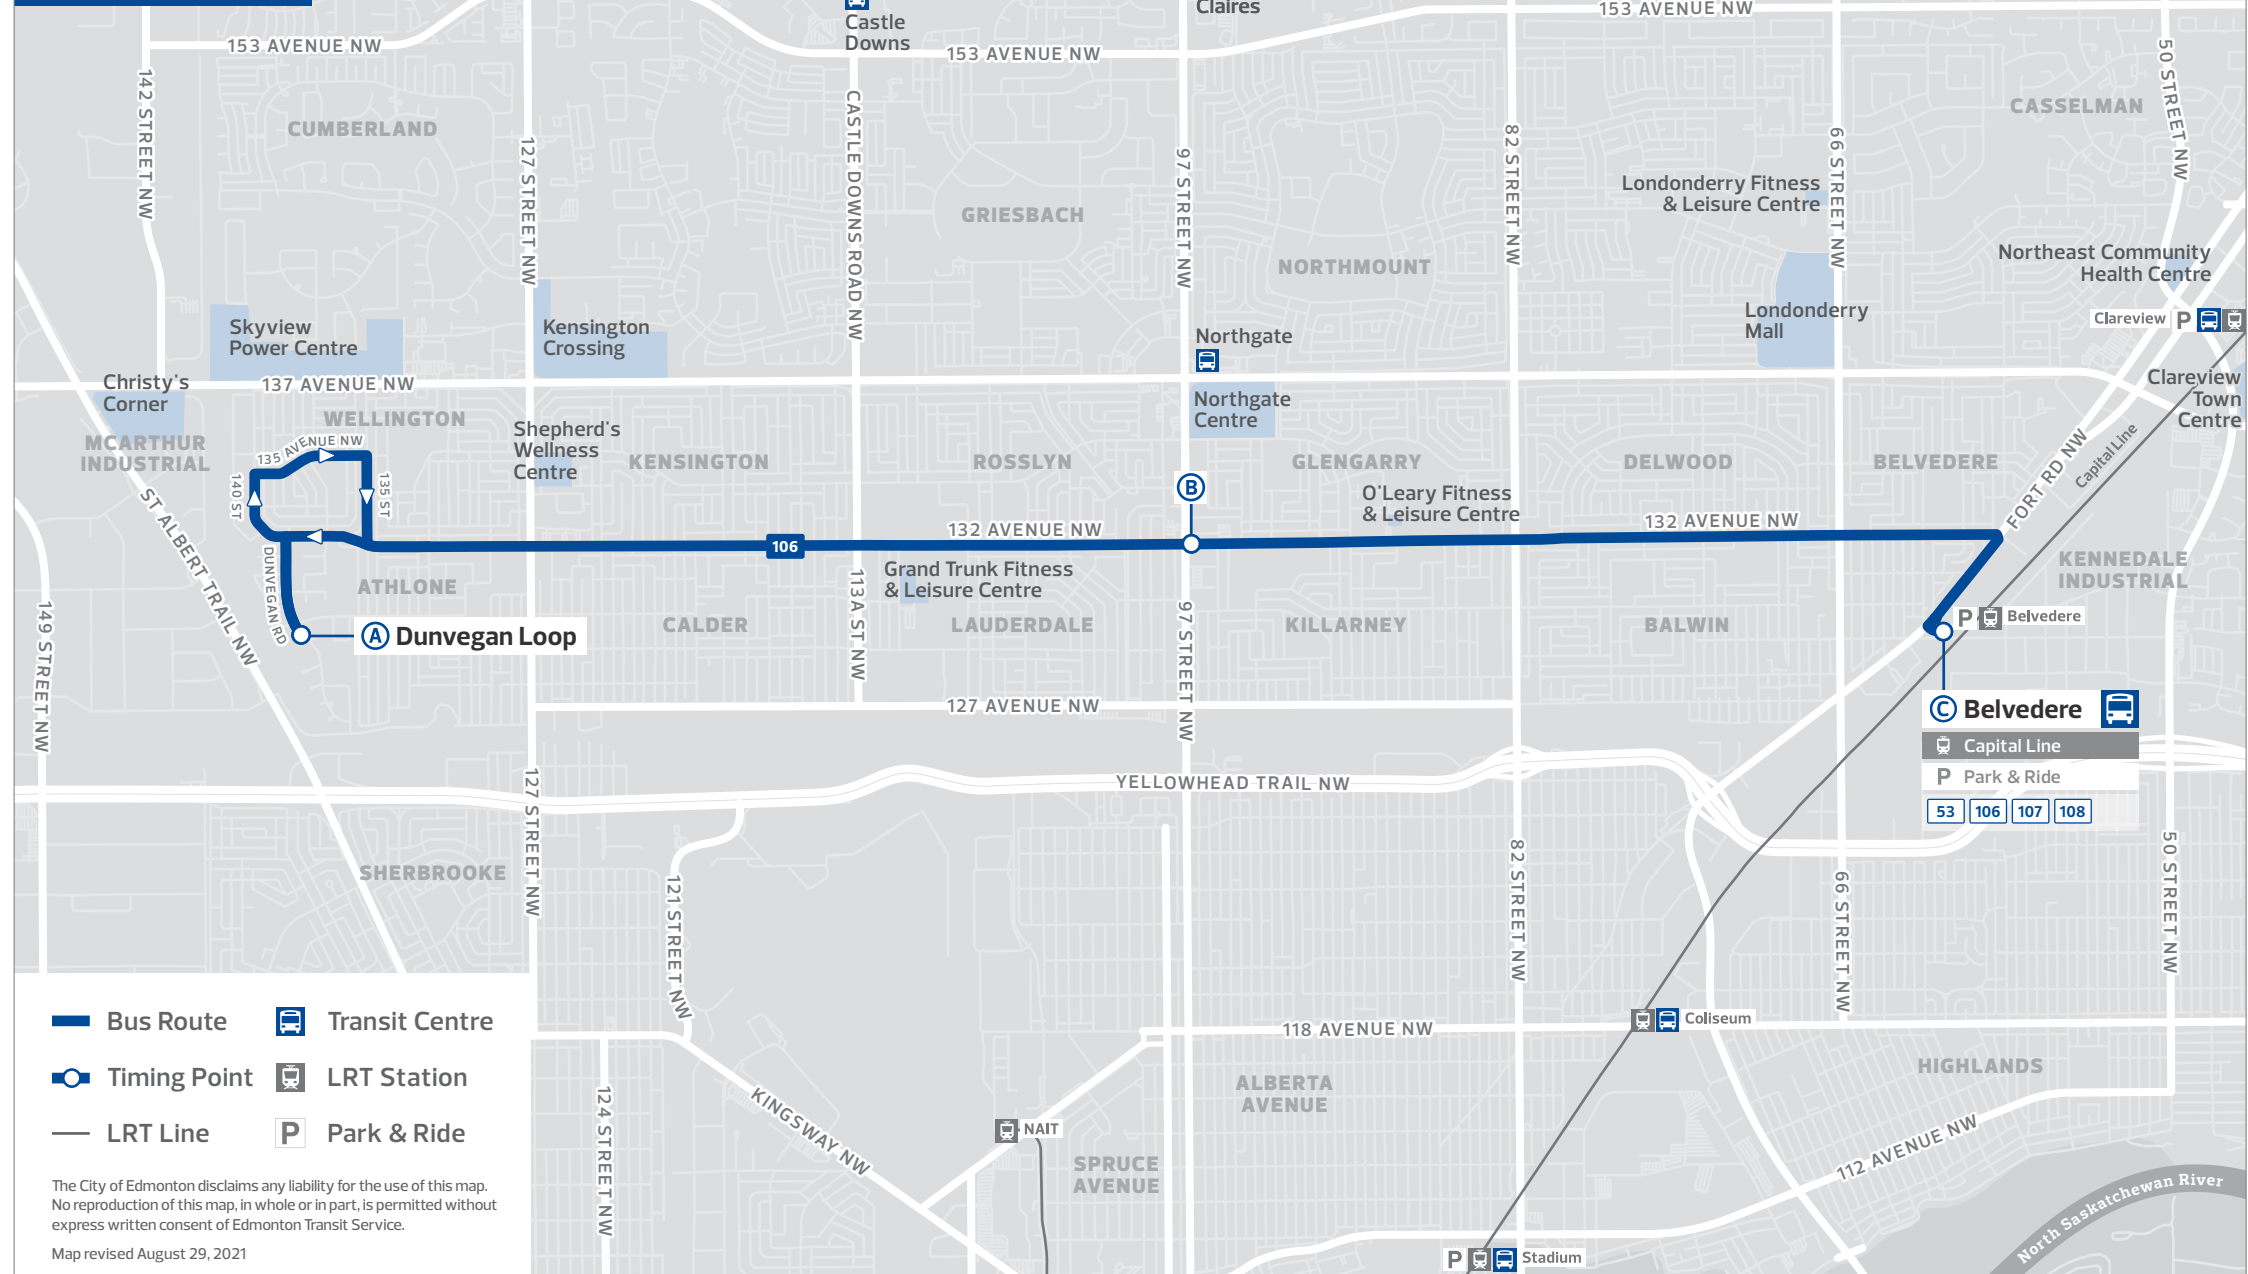 Claires
153 AVENUE NW
Castle
Downs
153 AVENUE NW
153 AVENUE NW
50 STREET NW
142 STREET NW
CUMBERLAND
127 STREET NW
CASTLE DOWNS ROAD NW
97 STREET NW
82 STREET NW
66 STREET NW
CASSELMAN
GRIESBACH
Londonderry Fitness
& Leisure Centre
NORTHMOUNT
Northeast Community
Health Centre
Skyview
Power Centre
Kensington
Crossing
Northgate
Londonderry
Mall
Clareview P
137 AVENUE NW
Christy's
Corner
Northgate
Centre
Clareview
Town
Centre
WELLINGTON
MCARTHUR
INDUSTRIAL
135 AVENUE NW
Shepherd's
Wellness
Centre
KENSINGTON
ROSSLYN
GLENGARRY
DELWOOD
BELVEDERE
FORT RD NW
Capital Line
140 ST
135 ST
B
O'Leary Fitness
& Leisure Centre
ST ALBERT TRAIL NW
132 AVENUE NW
132 AVENUE NW
106
DUNVEGAN RD
ATHLONE
113A ST NW
Grand Trunk Fitness
& Leisure Centre
KENNEDALE
INDUSTRIAL
149 STREET NW
A Dunvegan Loop
CALDER
LAUDERDALE
97 STREET NW
KILLARNEY
BALWIN
P Belvedere
127 AVENUE NW
C Belvedere
Capital Line
P Park & Ride
53 106 107 108
YELLOWHEAD TRAIL NW
127 STREET NW
SHERBROOKE
121 STREET NW
82 STREET NW
66 STREET NW
50 STREET NW
118 AVENUE NW
Coliseum
HIGHLANDS
ALBERTA
AVENUE
124 STREET NW
KINGSWAY NW
NAIT
SPRUCE
AVENUE
112 AVENUE NW
North Saskatchewan River
P Stadium
Bus Route
Transit Centre
Timing Point
LRT Station
LRT Line
P Park & Ride
The City of Edmonton disclaims any liability for the use of this map.
No reproduction of this map, in whole or in part, is permitted without
express written consent of Edmonton Transit Service.
Map revised August 29, 2021